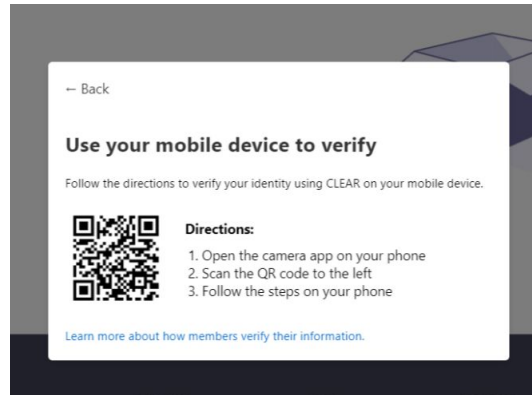 ← Back
Use your mobile device to verify
Follow the directions to verify your identity using CLEAR on your mobile device.
Directions:
1. Open the camera app on your phone
2. Scan the QR code to the left
3. Follow the steps on your phone
Learn more about how members verify their information.